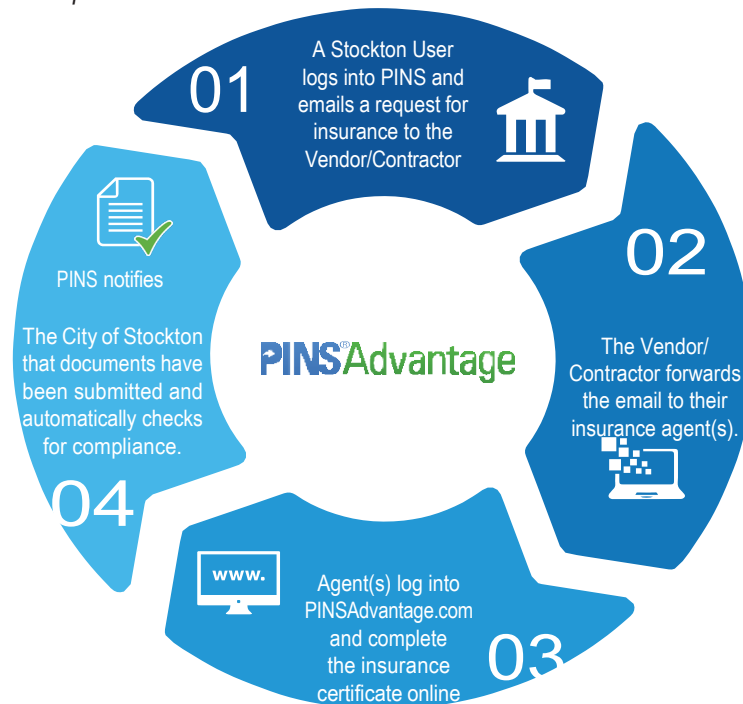 01
A Stockton User
logs into PINS and
emails a request for
insurance to the
Vendor/Contractor
02
The Vendor/
Contractor forwards
the email to their
insurance agent(s).
www.
Agent(s) log into
PINSAdvantage.com
and complete
the insurance
certificate online
03
PINS notifies
The City of Stockton
that documents have
been submitted and
automatically checks
for compliance.
04
PINS®Advantage